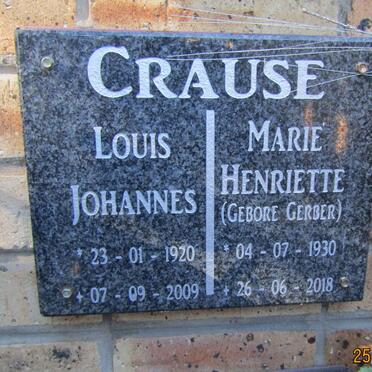 CRAUSE
LOUIS
JOHANNES
* 23 - 01 - 1920
+ 07 - 09 - 2009
MARIE
HENRIETTE
(GEBORE GERBER)
* 04 - 07 - 1930
+ 26 - 06 - 2018
25